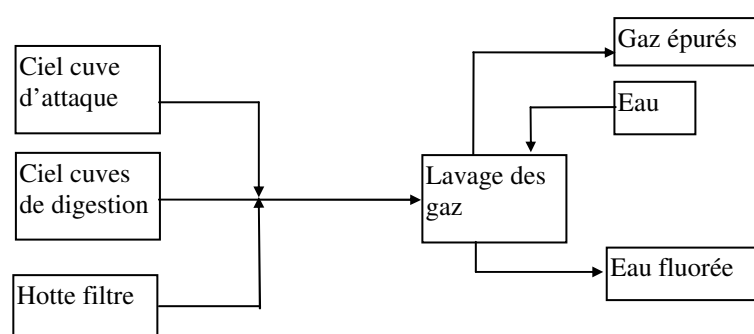 Ciel cuve
d'attaque
Ciel cuves
de digestion
Hotte filtre
Lavage des
gaz
Gaz épurés
Eau
Eau fluorée